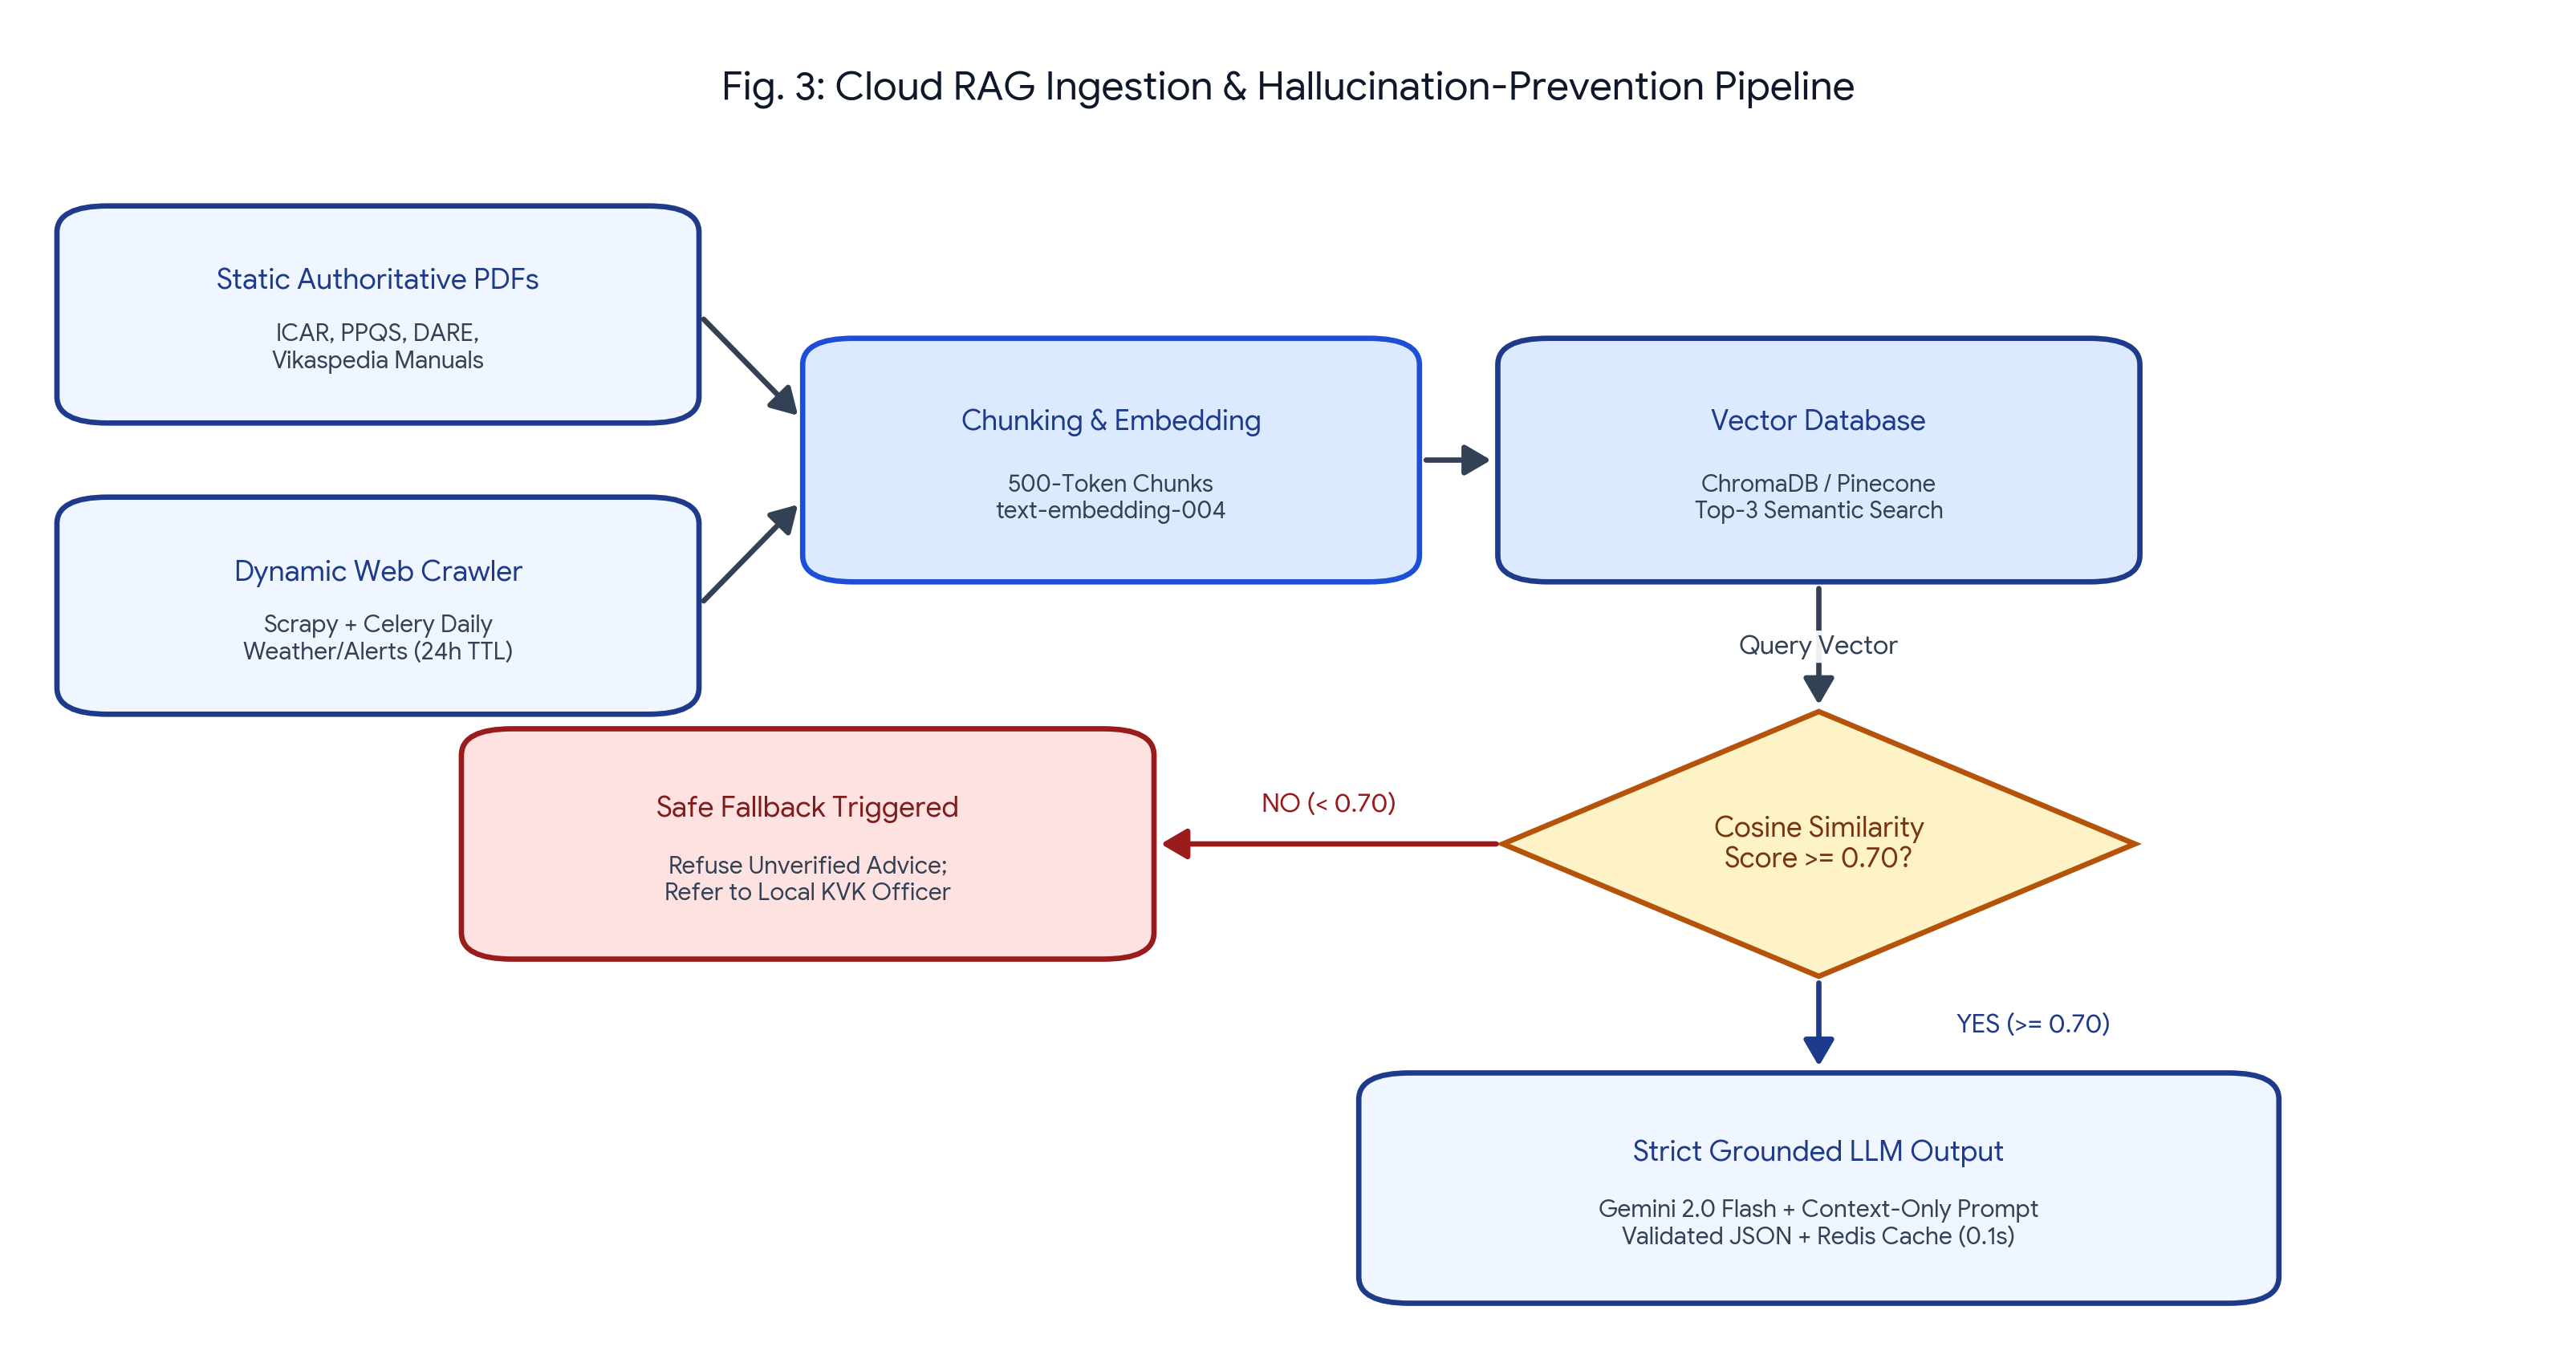 Fig. 3: Cloud RAG Ingestion & Hallucination-Prevention Pipeline
Static Authoritative PDFs
ICAR, PPQS, DARE,
Vikaspedia Manuals
Dynamic Web Crawler
Scrapy + Celery Daily
Weather/Alerts (24h TTL)
Chunking & Embedding
500-Token Chunks
text-embedding-004
Vector Database
ChromaDB / Pinecone
Top-3 Semantic Search
Query Vector
Cosine Similarity
Score >= 0.70?
NO (< 0.70)
Safe Fallback Triggered
Refuse Unverified Advice;
Refer to Local KVK Officer
YES (>= 0.70)
Strict Grounded LLM Output
Gemini 2.0 Flash + Context-Only Prompt
Validated JSON + Redis Cache (0.1s)